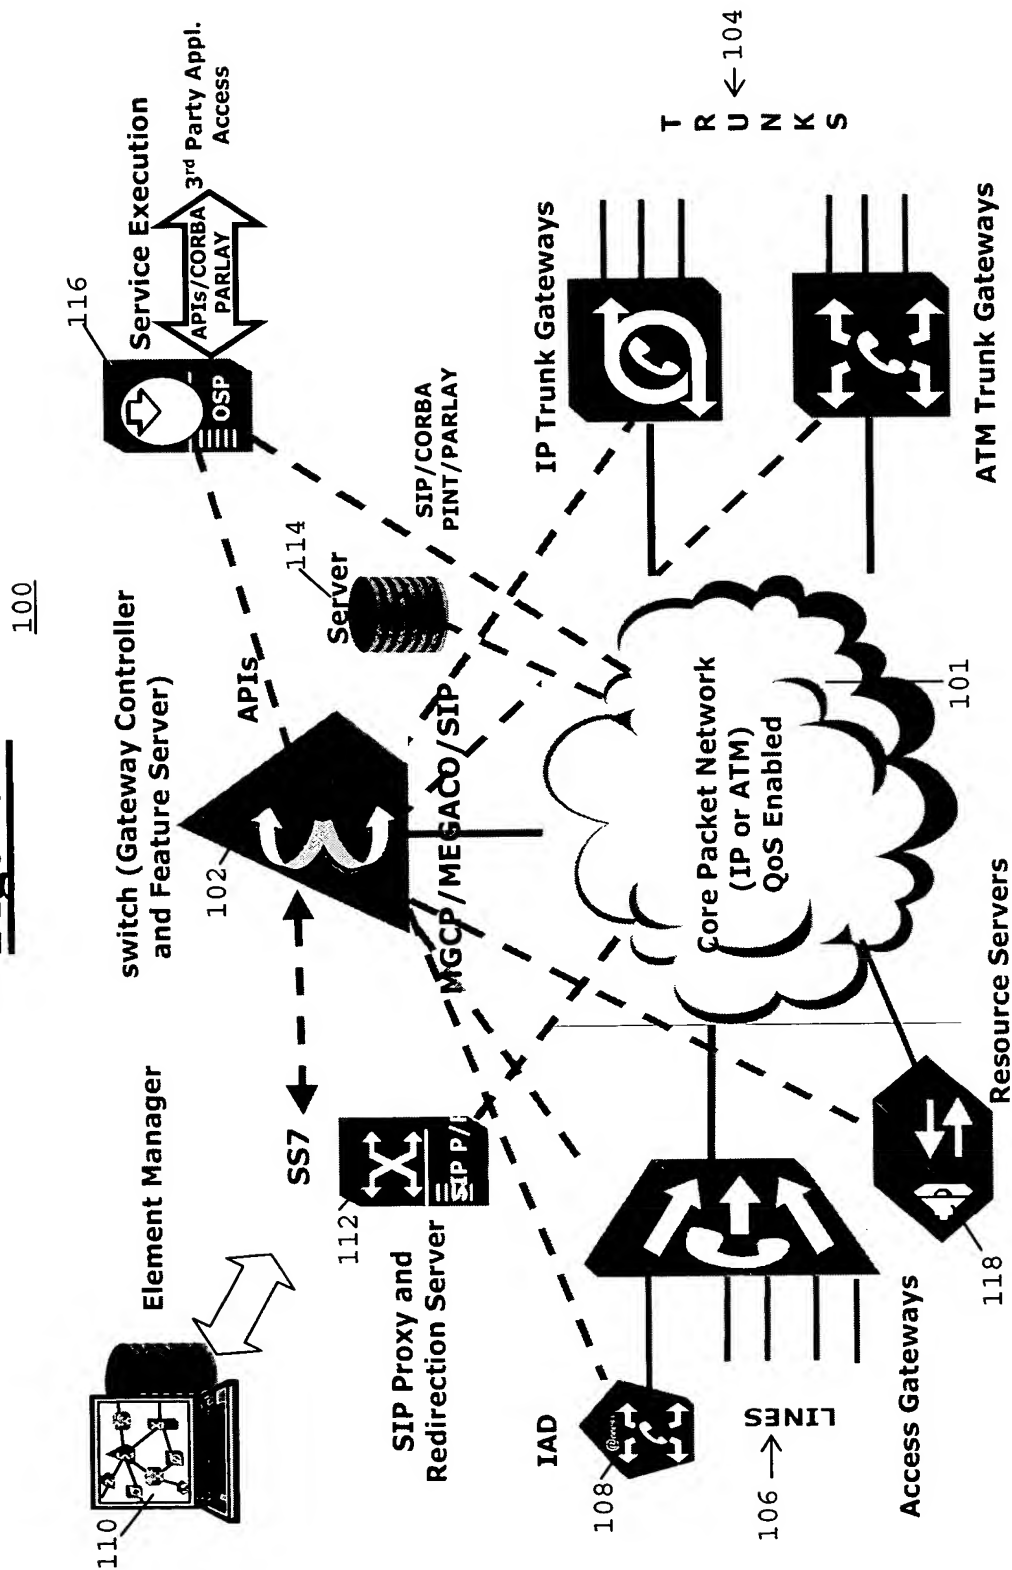 100
switch (Gateway Controller
and Feature Server)
102
Element Manager
110
SS7
APIs
116
Service Execution
OSP
APIs/CORBA
PARLAY
3rd Party Appl.
Access
SIP Proxy and
Redirection Server
112
SIP P/
MGCP/MEGACO/SIP
Server
114
SIP/CORBA
PINT/PARLAY
IAD
108
106
LINES
Access Gateways
Core Packet Network
(IP or ATM)
QoS Enabled
101
118
Resource Servers
IP Trunk Gateways
ATM Trunk Gateways
TRUNKS
104